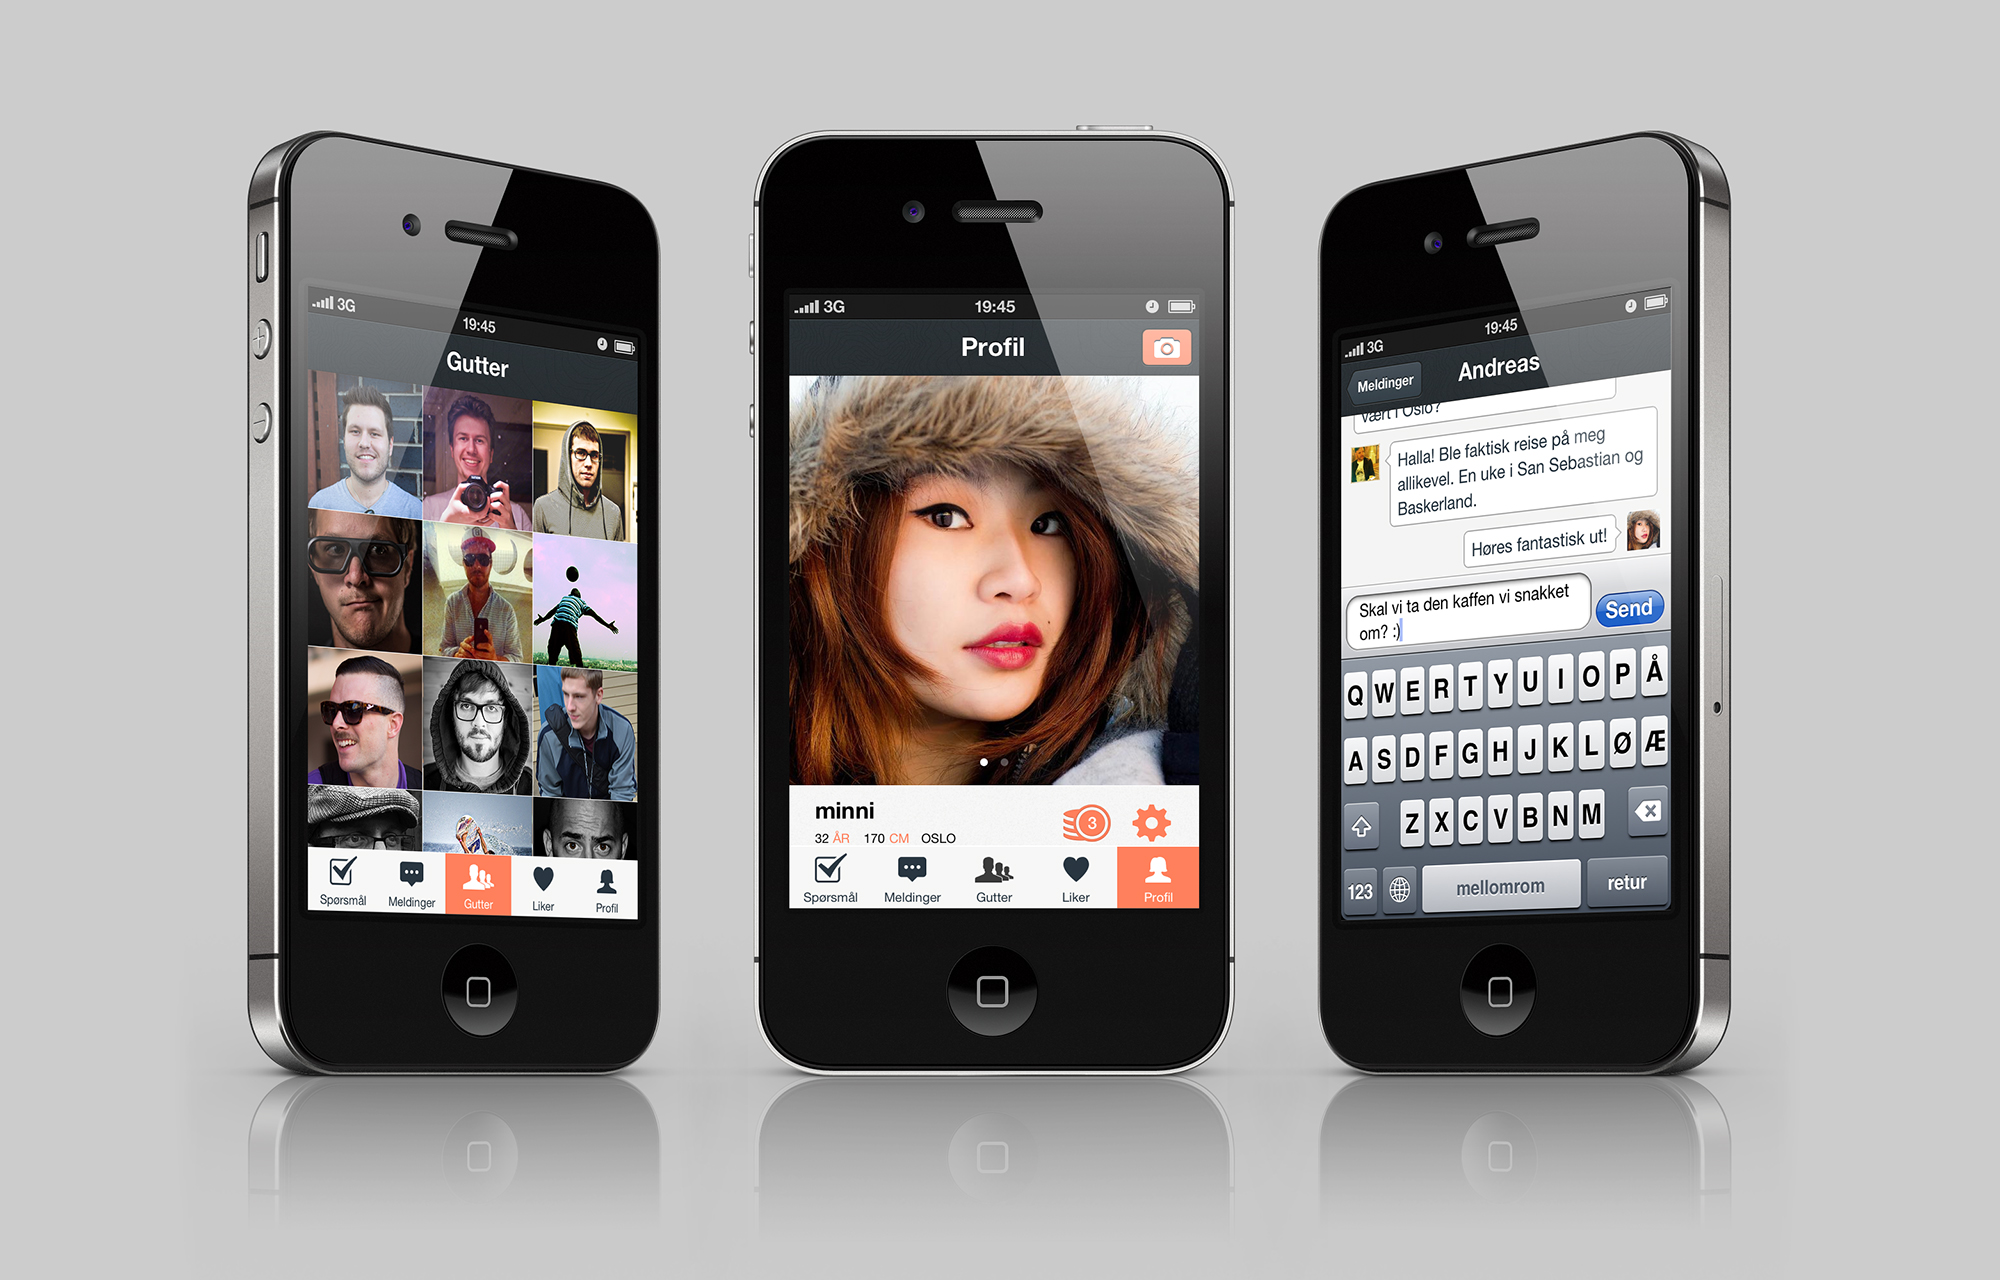 3G
19:45
Gutter
Spørsmål
Meldinger
Gutter
Liker
Profil
3G
19:45
Profil
minni
3
32 ÅR 170 CM OSLO
Spørsmål
Meldinger
Gutter
Liker
Profil
3G
19:45
Meldinger
Andreas
vært i Oslo?
Halla! Ble faktisk reise på meg
allikevel. En uke i San Sebastian og
Baskerland.
Høres fantastisk ut!
Skal vi ta den kaffen vi snakket
om? :)
Send
Q W E R T Y U I O P Å
A S D F G H J K L Ø Æ
Z X C V B N M
123
mellomrom
retur